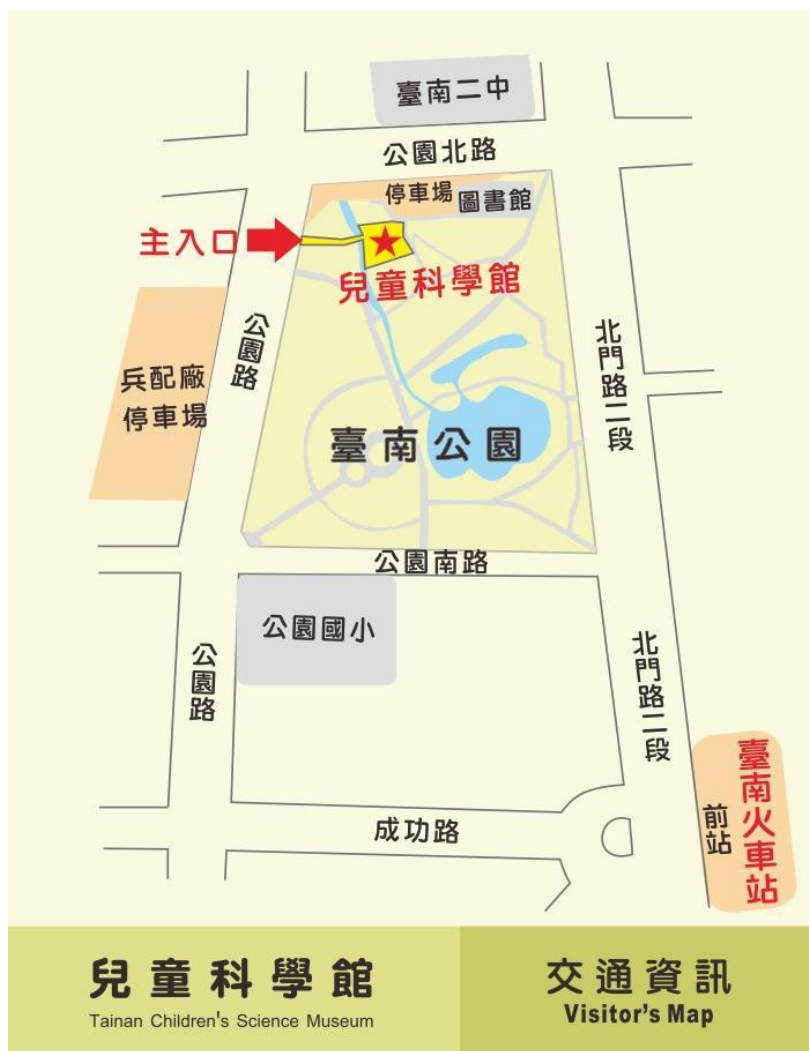 臺南二中
公園北路
停車場
圖書館
主入口
兒童科學館
公園路
北門路二段
兵配廠
停車場
臺南公園
公園南路
公園國小
公園路
北門路二段
臺南火車站
前站
成功路
兒童科學館
Tainan Children's Science Museum
交通資訊
Visitor's Map